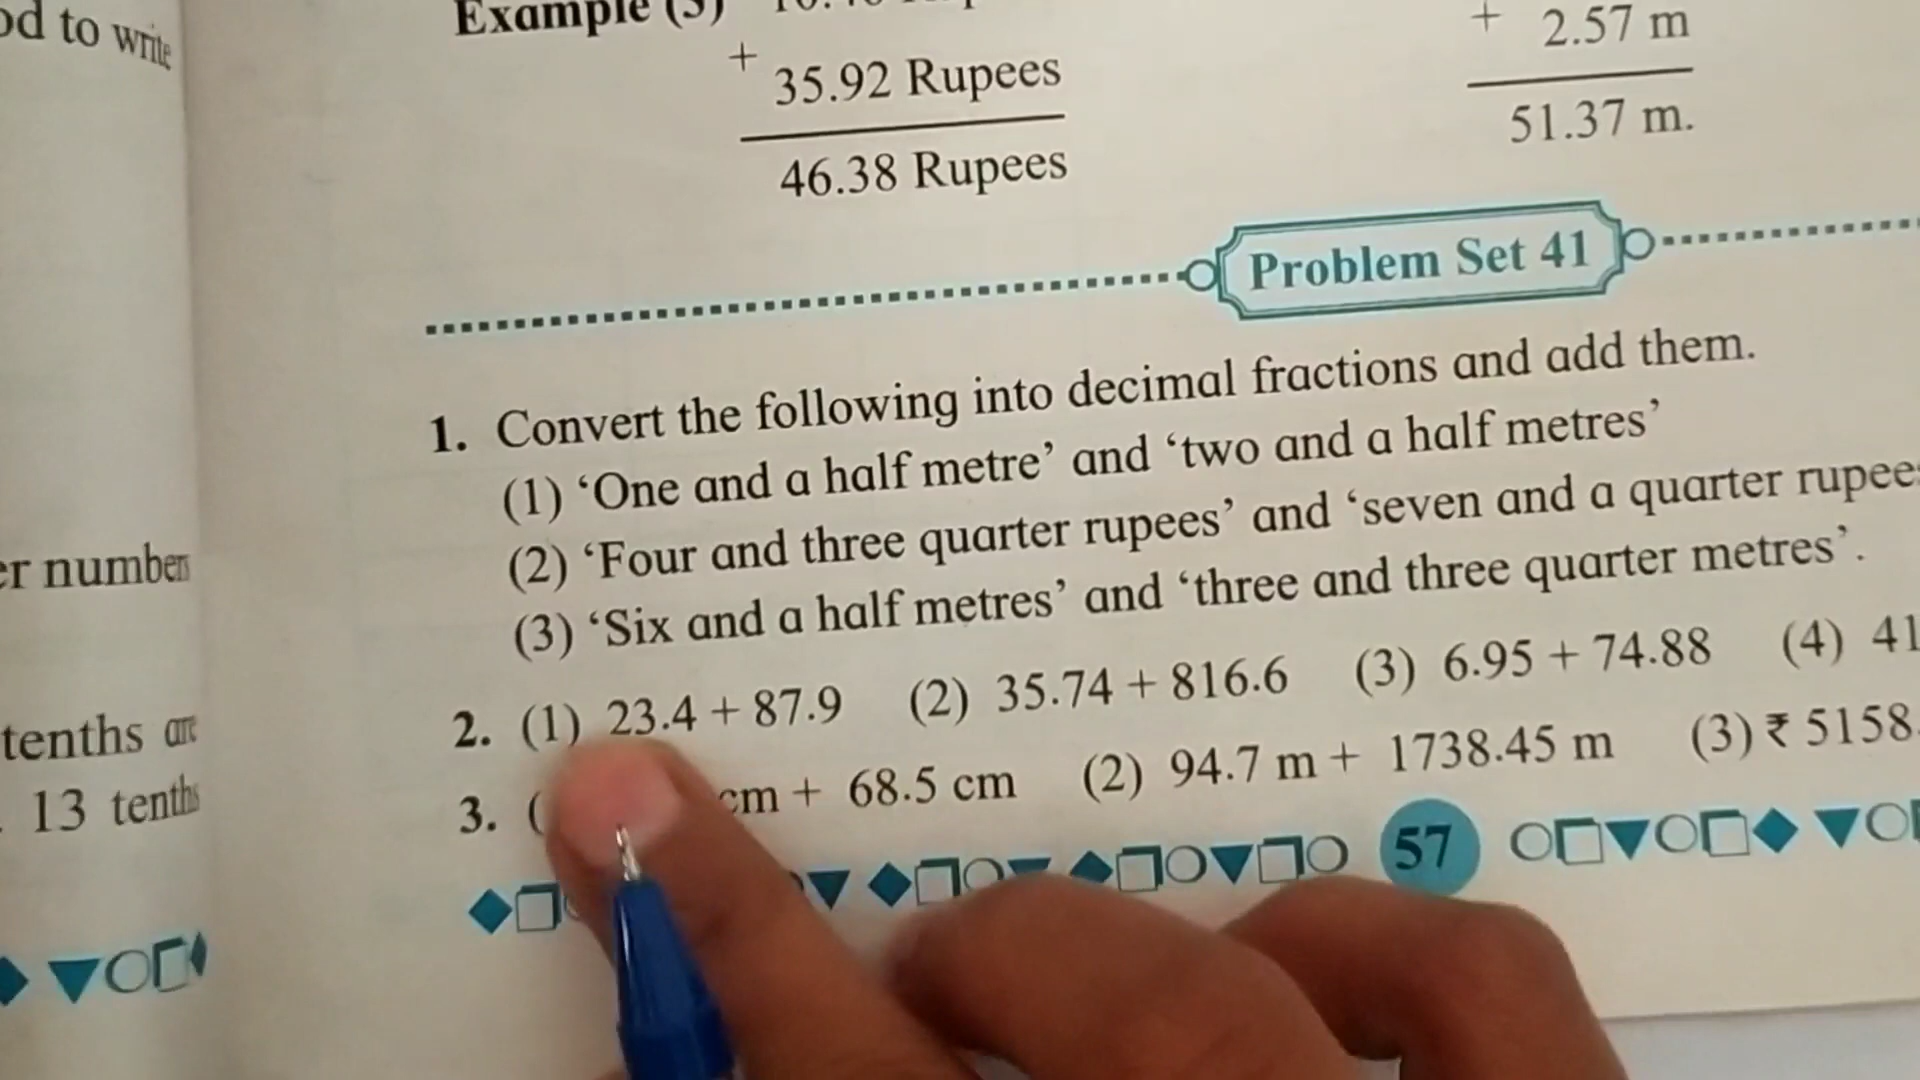 od to write
Example (3)
+ 35.92 Rupees
46.38 Rupees
+ 2.57 m
51.37 m.
Problem Set 41
1. Convert the following into decimal fractions and add them.
(1) ‘One and a half metre’ and ‘two and a half metres’
(2) ‘Four and three quarter rupees’ and ‘seven and a quarter rupees
(3) ‘Six and a half metres’ and ‘three and three quarter metres’.
2. (1) 23.4 + 87.9 (2) 35.74 + 816.6 (3) 6.95 + 74.88 (4) 41
3. ( cm + 68.5 cm (2) 94.7 m + 1738.45 m (3) ₹ 5158.
57
er number
tenths are
13 tenths